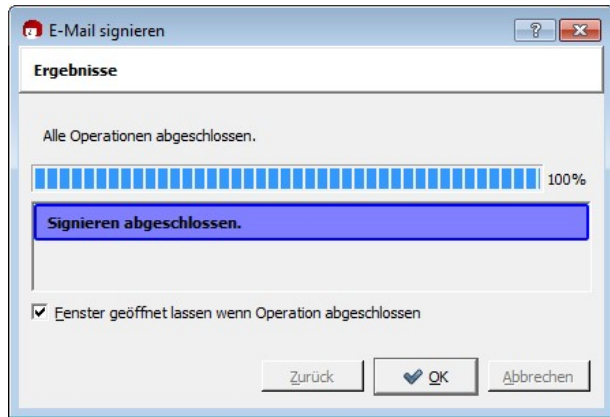 E-Mail signieren
Ergebnisse
Alle Operationen abgeschlossen.
100%
Signieren abgeschlossen.
Fenster geöffnet lassen wenn Operation abgeschlossen
Zurück OK Abbrechen